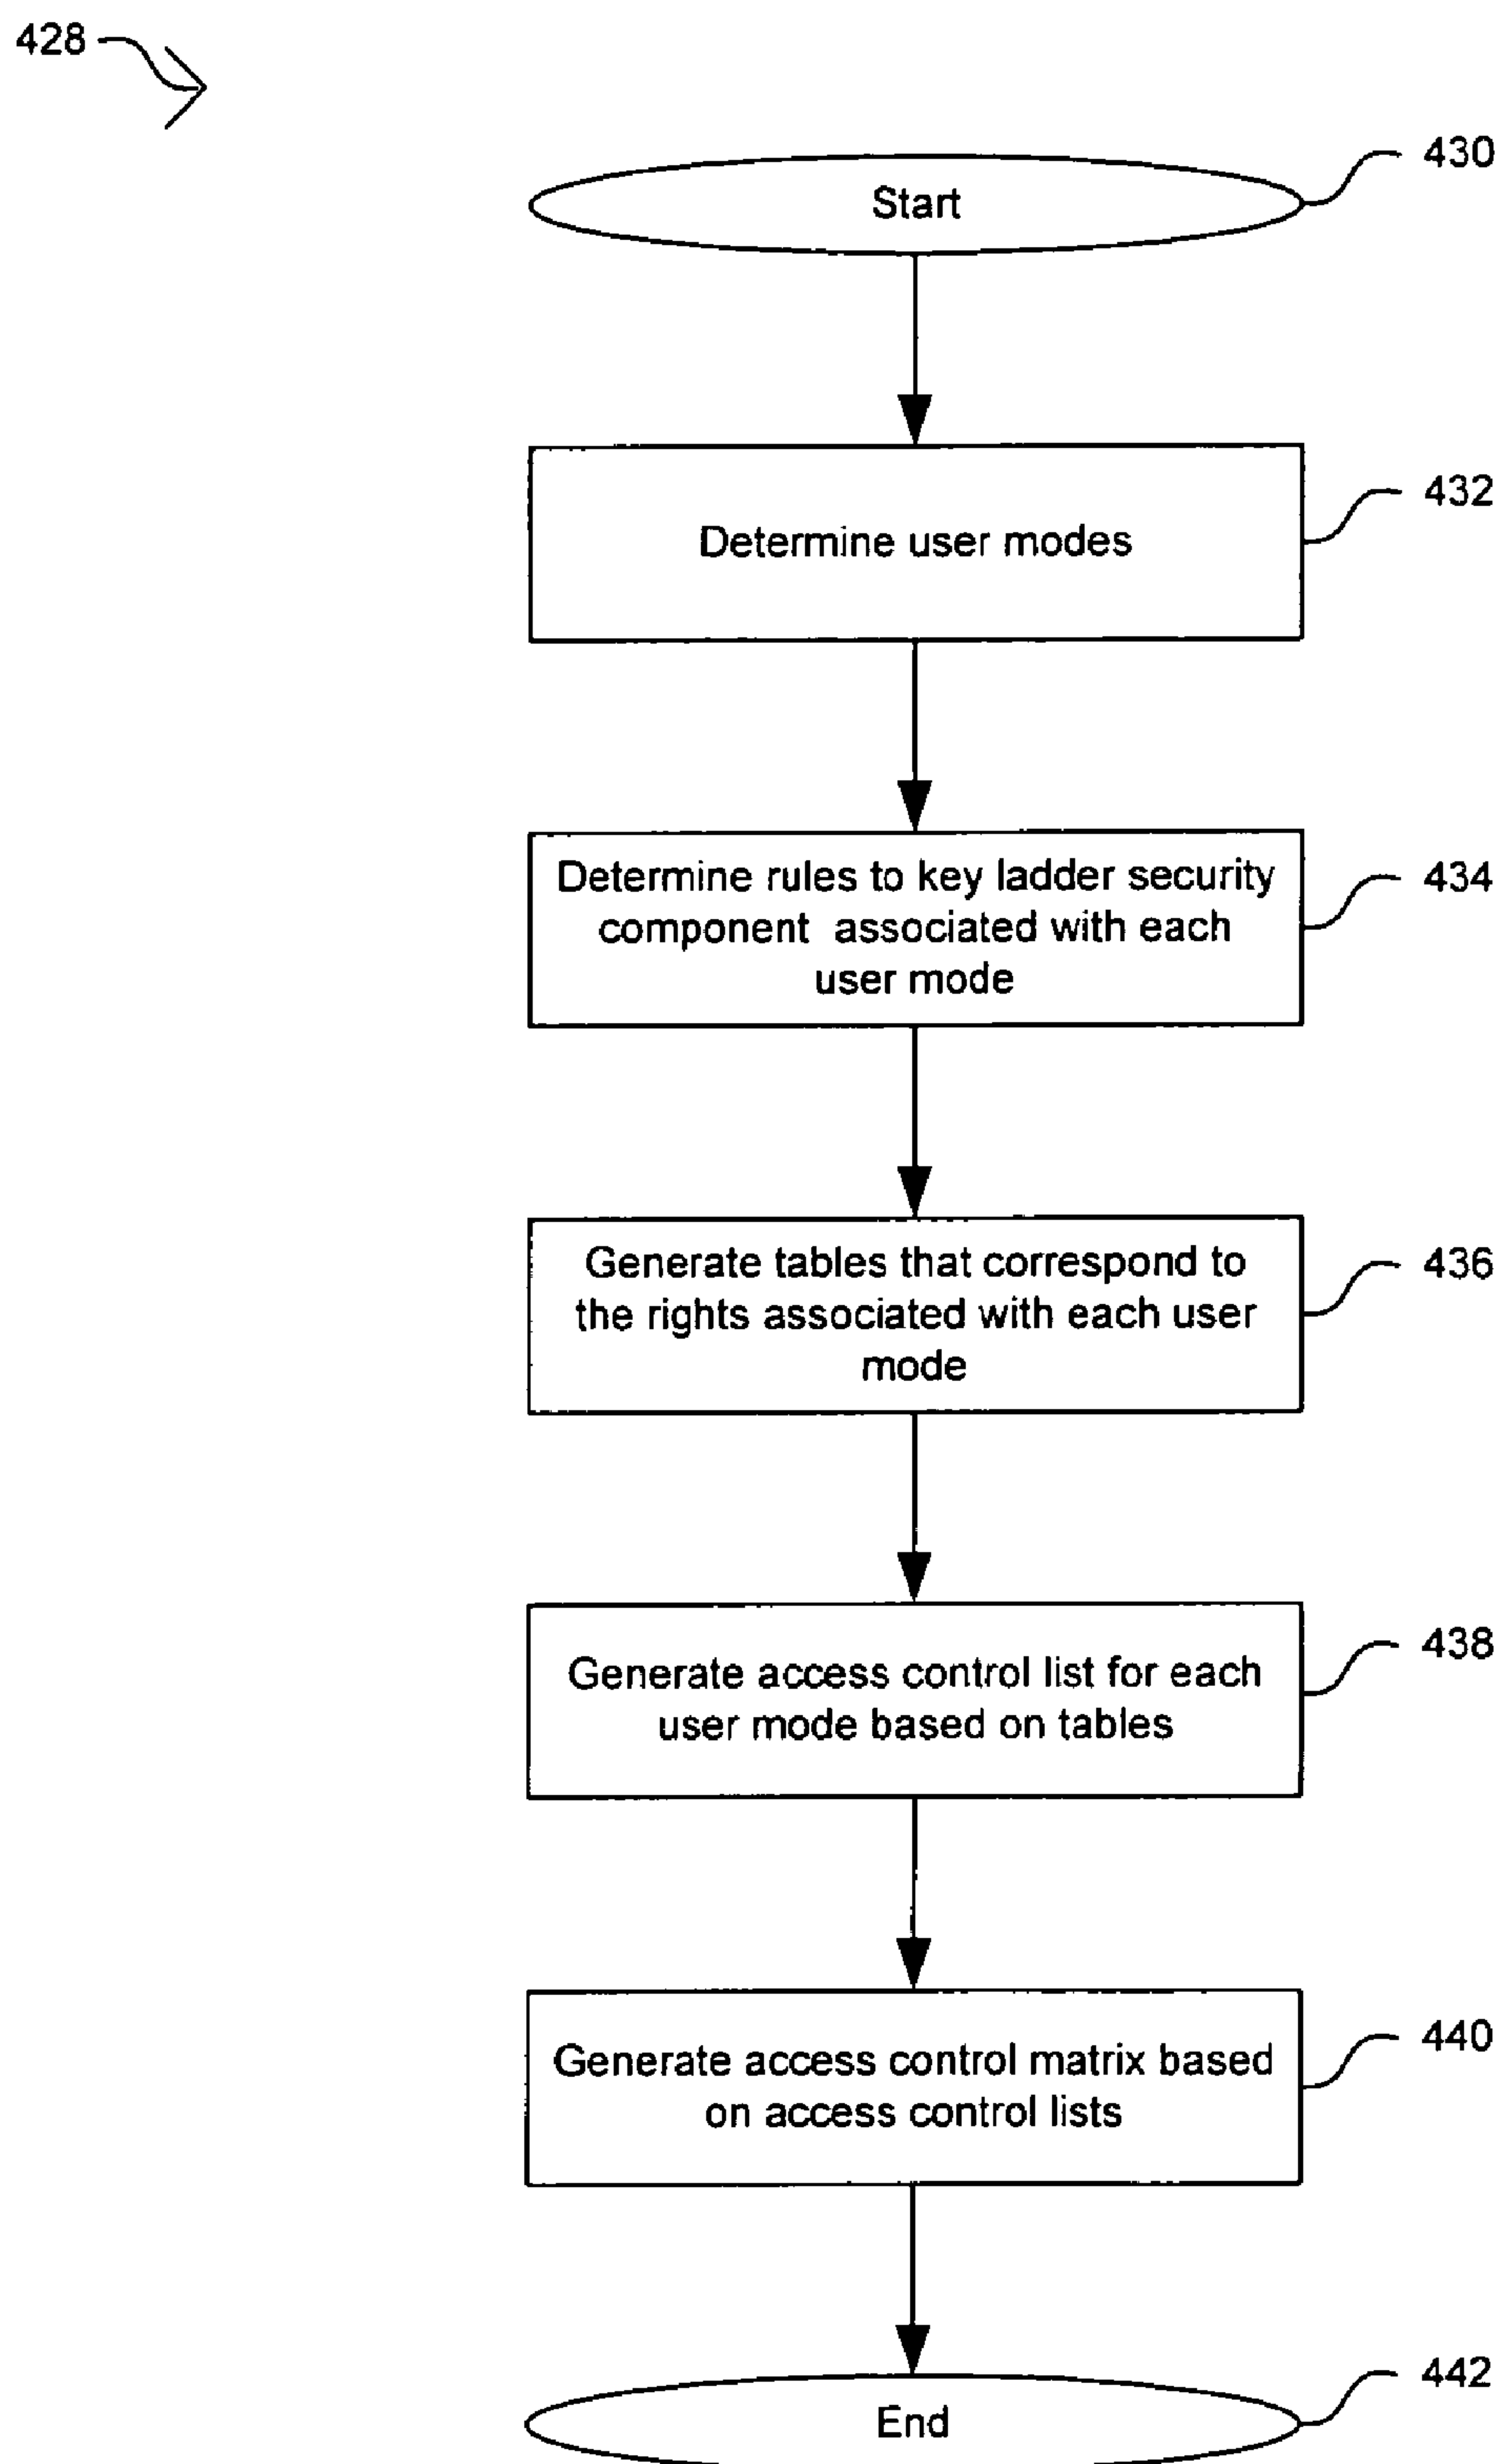 428
430
Start
432
Determine user modes
434
Determine rules to key ladder security
component associated with each
user mode
436
Generate tables that correspond to
the rights associated with each user
mode
438
Generate access control list for each
user mode based on tables
440
Generate access control matrix based
on access control lists
442
End